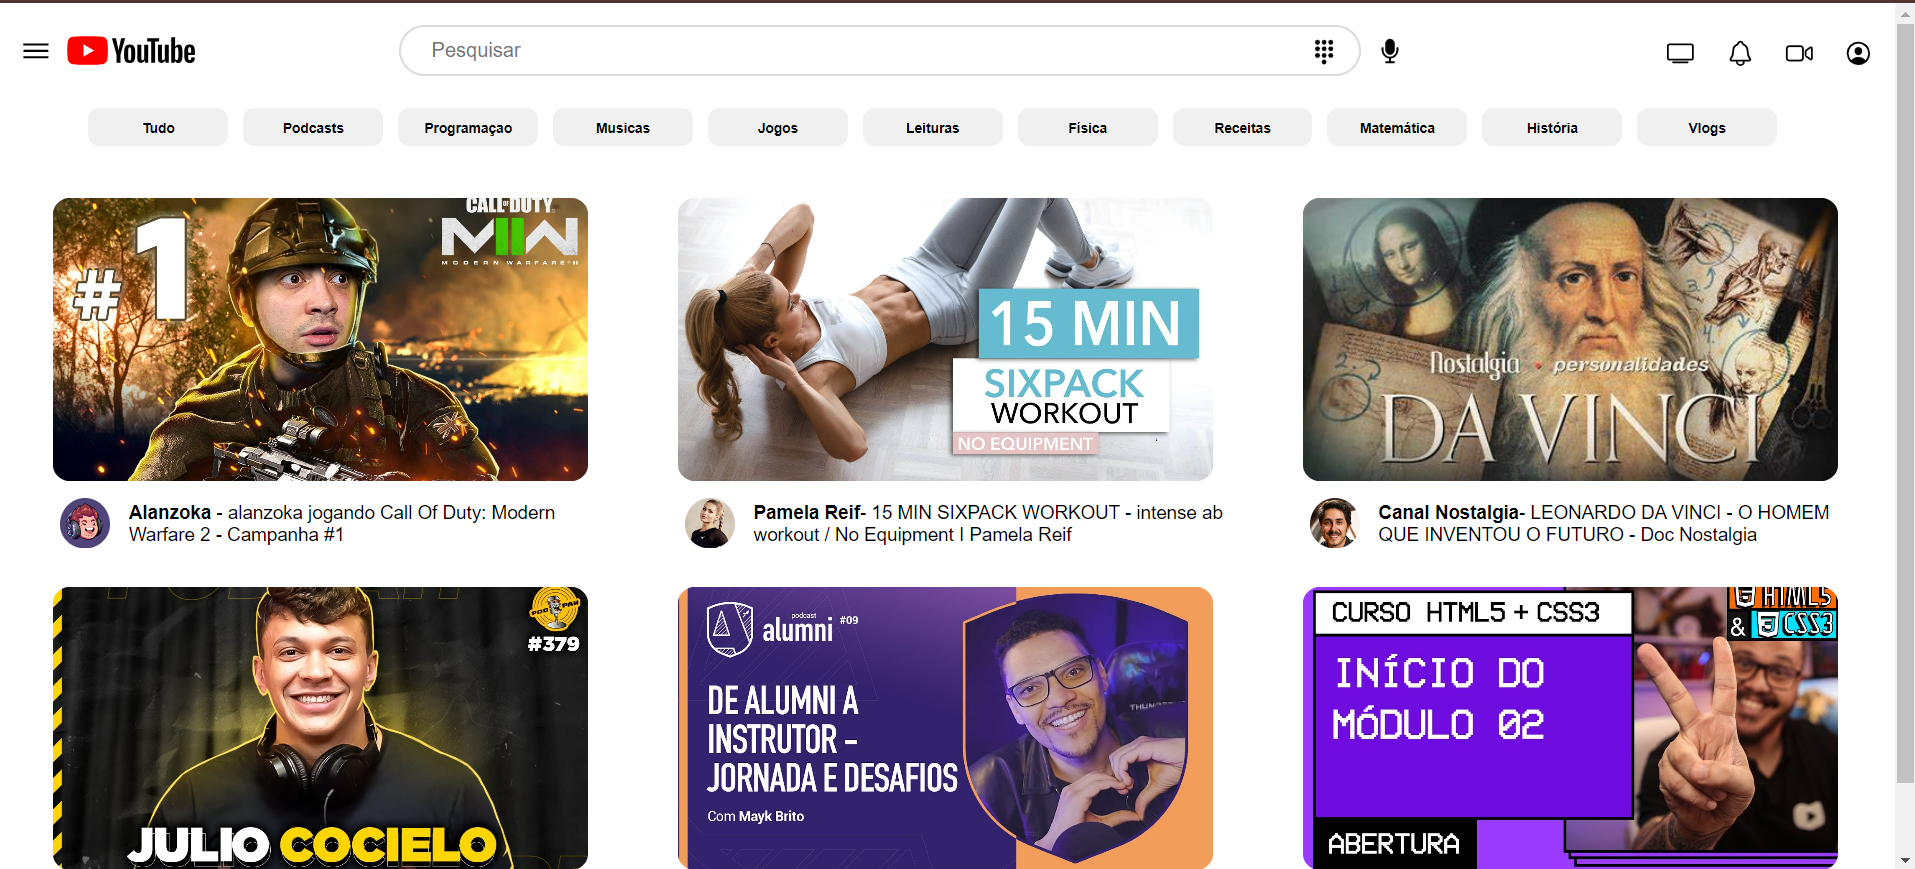 YouTube
Pesquisar
Tudo
Podcasts
Programaçao
Musicas
Jogos
Leituras
Física
Receitas
Matemática
História
Vlogs
#1
CALL OF DUTY
MIIW
MODERN WARFARE II
15 MIN
SIXPACK
WORKOUT
NO EQUIPMENT
Nostalgia • personalidades
DA VINCI
Alanzoka - alanzoka jogando Call Of Duty: Modern
Warfare 2 - Campanha #1
Pamela Reif- 15 MIN SIXPACK WORKOUT - intense ab
workout / No Equipment l Pamela Reif
Canal Nostalgia- LEONARDO DA VINCI - O HOMEM
QUE INVENTOU O FUTURO - Doc Nostalgia
PODPAH
#379
JULIO COCIELO
podcast
alumni #09
DE ALUMNI A
INSTRUTOR -
JORNADA E DESAFIOS
Com Mayk Brito
CURSO HTML5 + CSS3
HTML5
& CSS3
INÍCIO DO
MÓDULO 02
ABERTURA